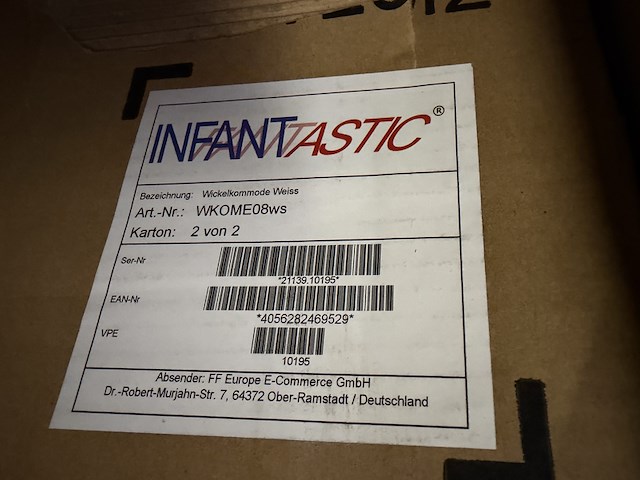 INFANTASTIC®
Bezeichnung: Wickelkommode Weiss
Art.-Nr.: WKOME08ws
Karton: 2 von 2
Ser-Nr
*21139.10195*
EAN-Nr
*4056282469529*
VPE
10195
Absender: FF Europe E-Commerce GmbH
Dr.-Robert-Murjahn-Str. 7, 64372 Ober-Ramstadt / Deutschland